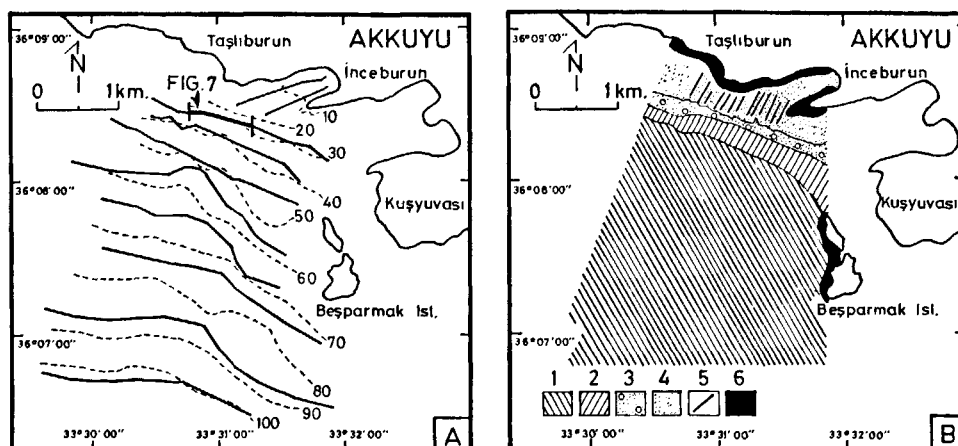 36°09'00"
Taşlıburun
AKKUYU
N
İnceburun
FIG.7
0 1km.
10
20
30
36°08'00"
40
Kuşyuvası
50
60
Beşparmak Isl.
70
36°07'00"
80
90
100
A
33°30'00" 33°31'00" 33°32'00"
36°09'00"
Taşlıburun
AKKUYU
N
İnceburun
0 1km.
36°08'00"
Kuşyuvası
Beşparmak Isl.
36°07'00"
1 2 3 4 5 6
B
33°30'00" 33°31'00" 33°32'00"